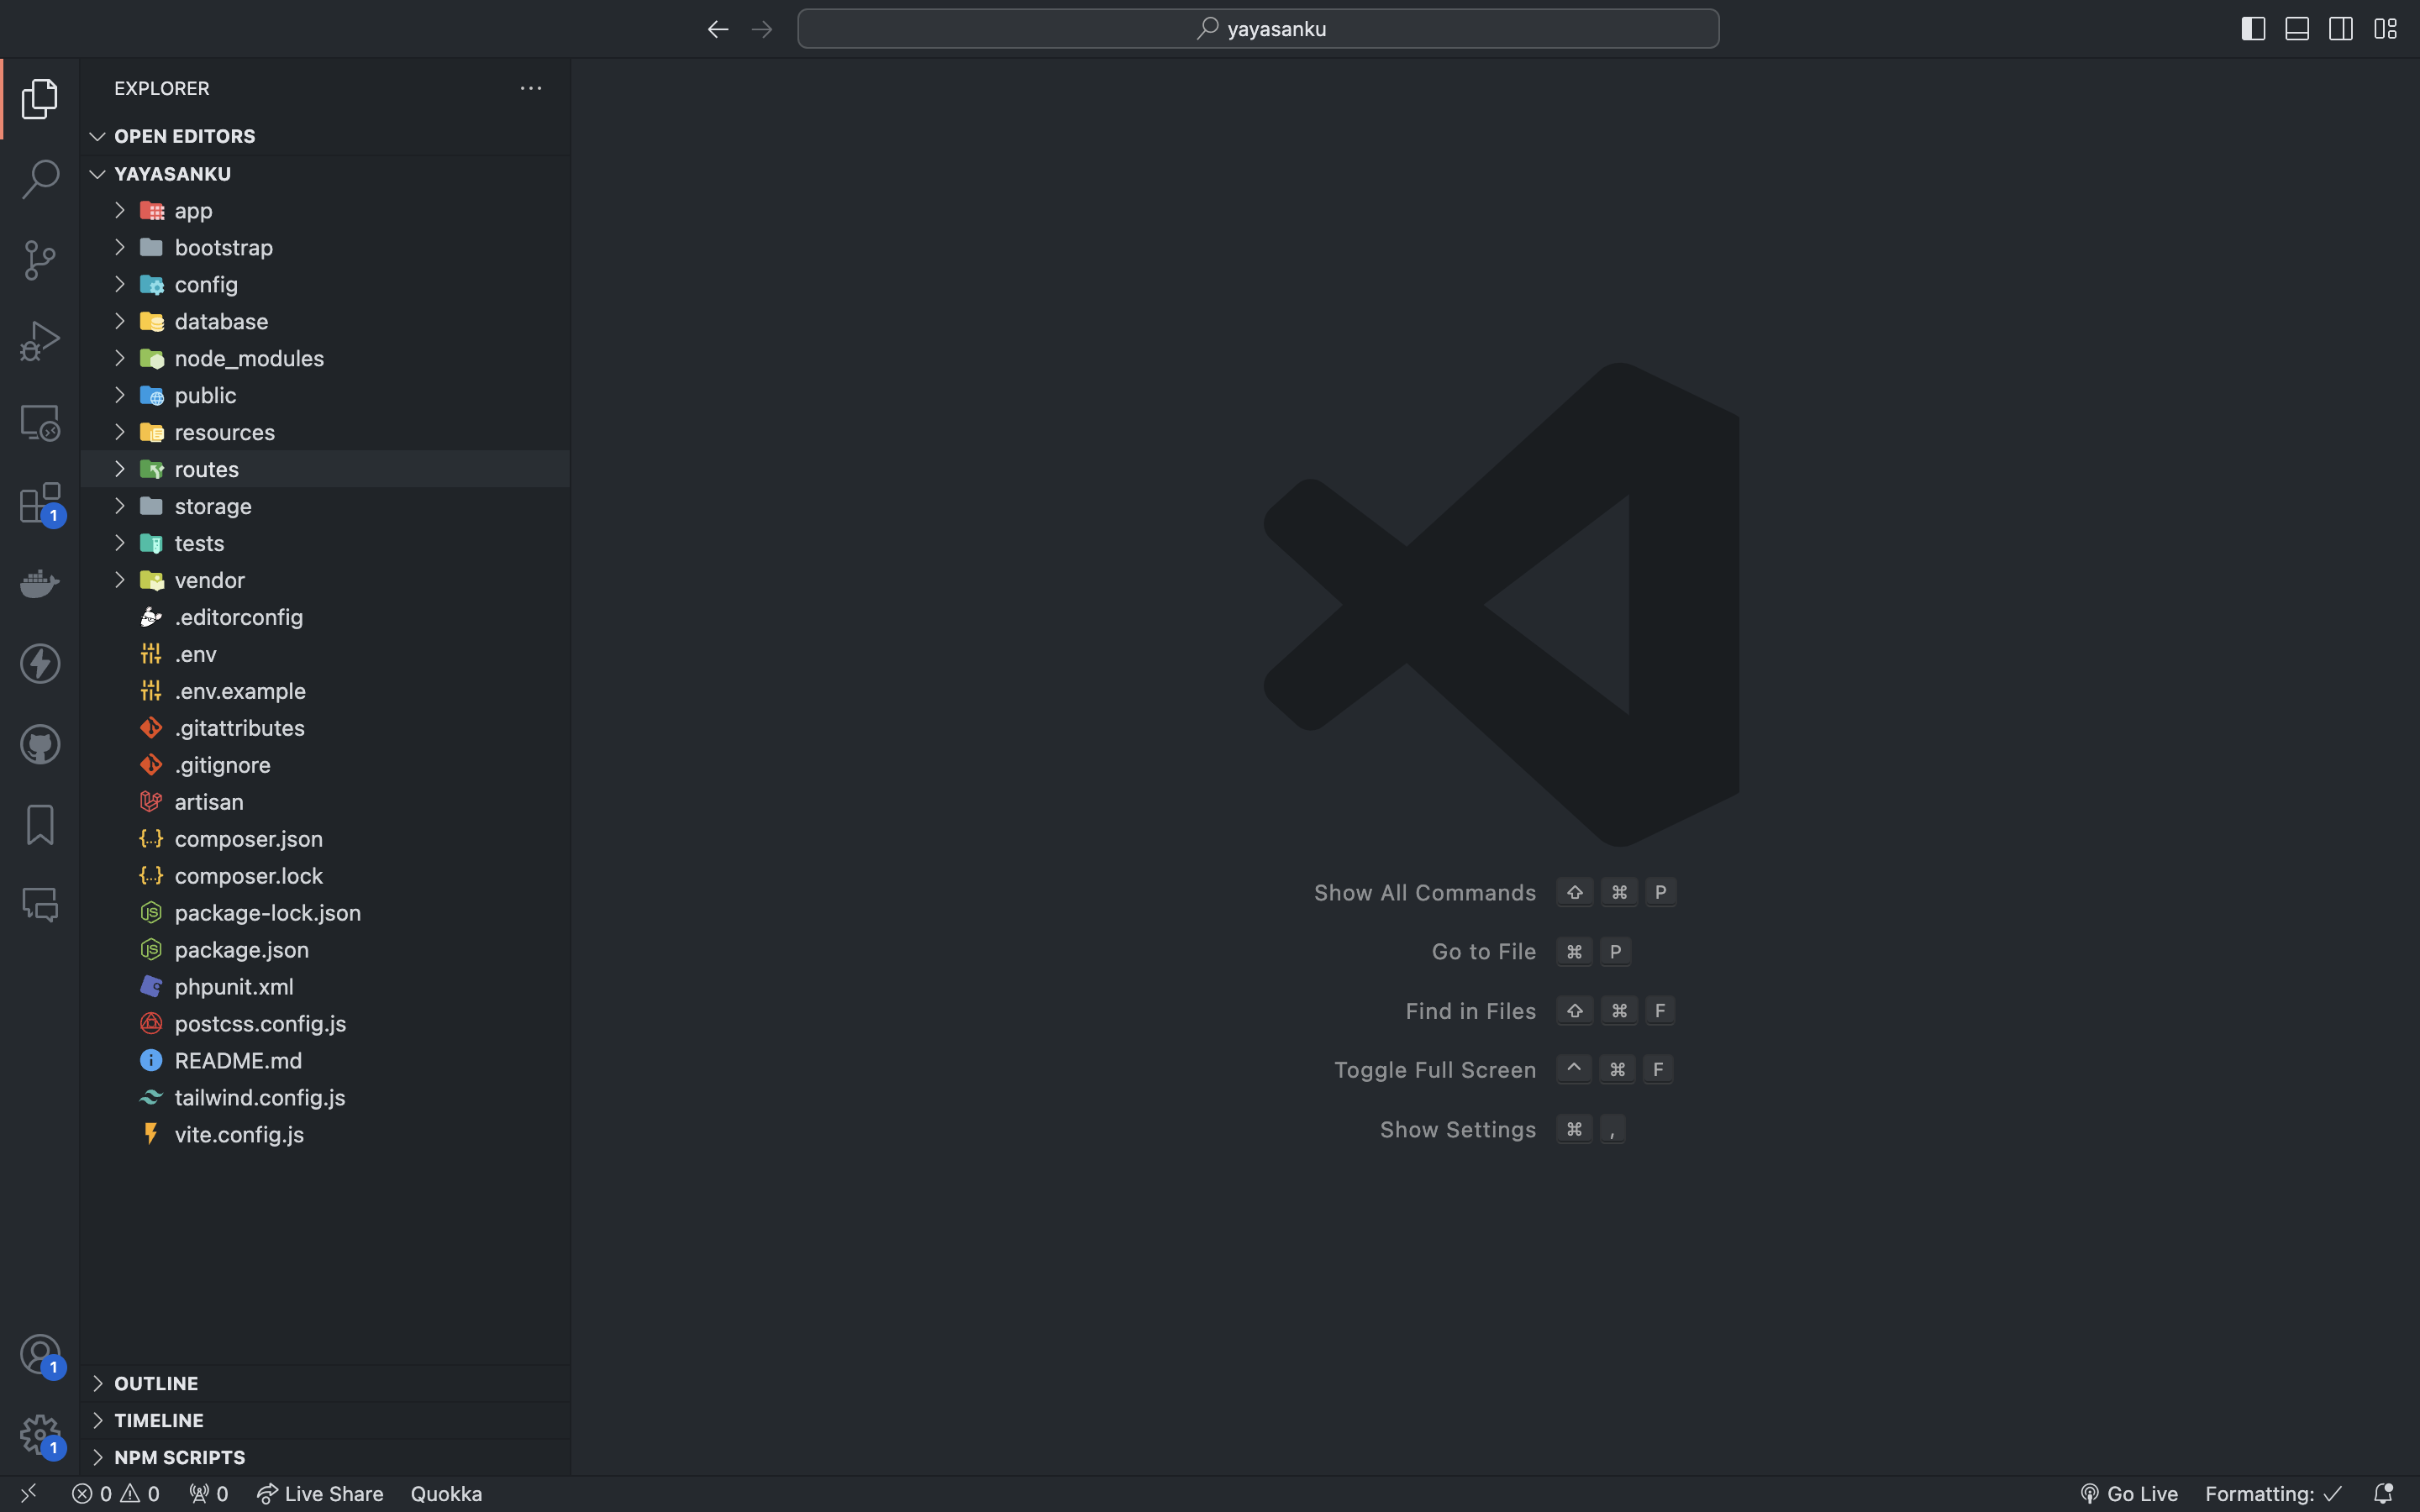 yayasanku
EXPLORER
OPEN EDITORS
YAYASANKU
app
bootstrap
config
database
node_modules
public
resources
routes
storage
tests
vendor
.editorconfig
.env
.env.example
.gitattributes
.gitignore
artisan
composer.json
composer.lock
package-lock.json
package.json
phpunit.xml
postcss.config.js
README.md
tailwind.config.js
vite.config.js
OUTLINE
TIMELINE
NPM SCRIPTS
1
1
1
Show All Commands ⇧ ⌘ P
Go to File ⌘ P
Find in Files ⇧ ⌘ F
Toggle Full Screen ^ ⌘ F
Show Settings ⌘ ,
0 0 0 Live Share Quokka Go Live Formatting: ✓